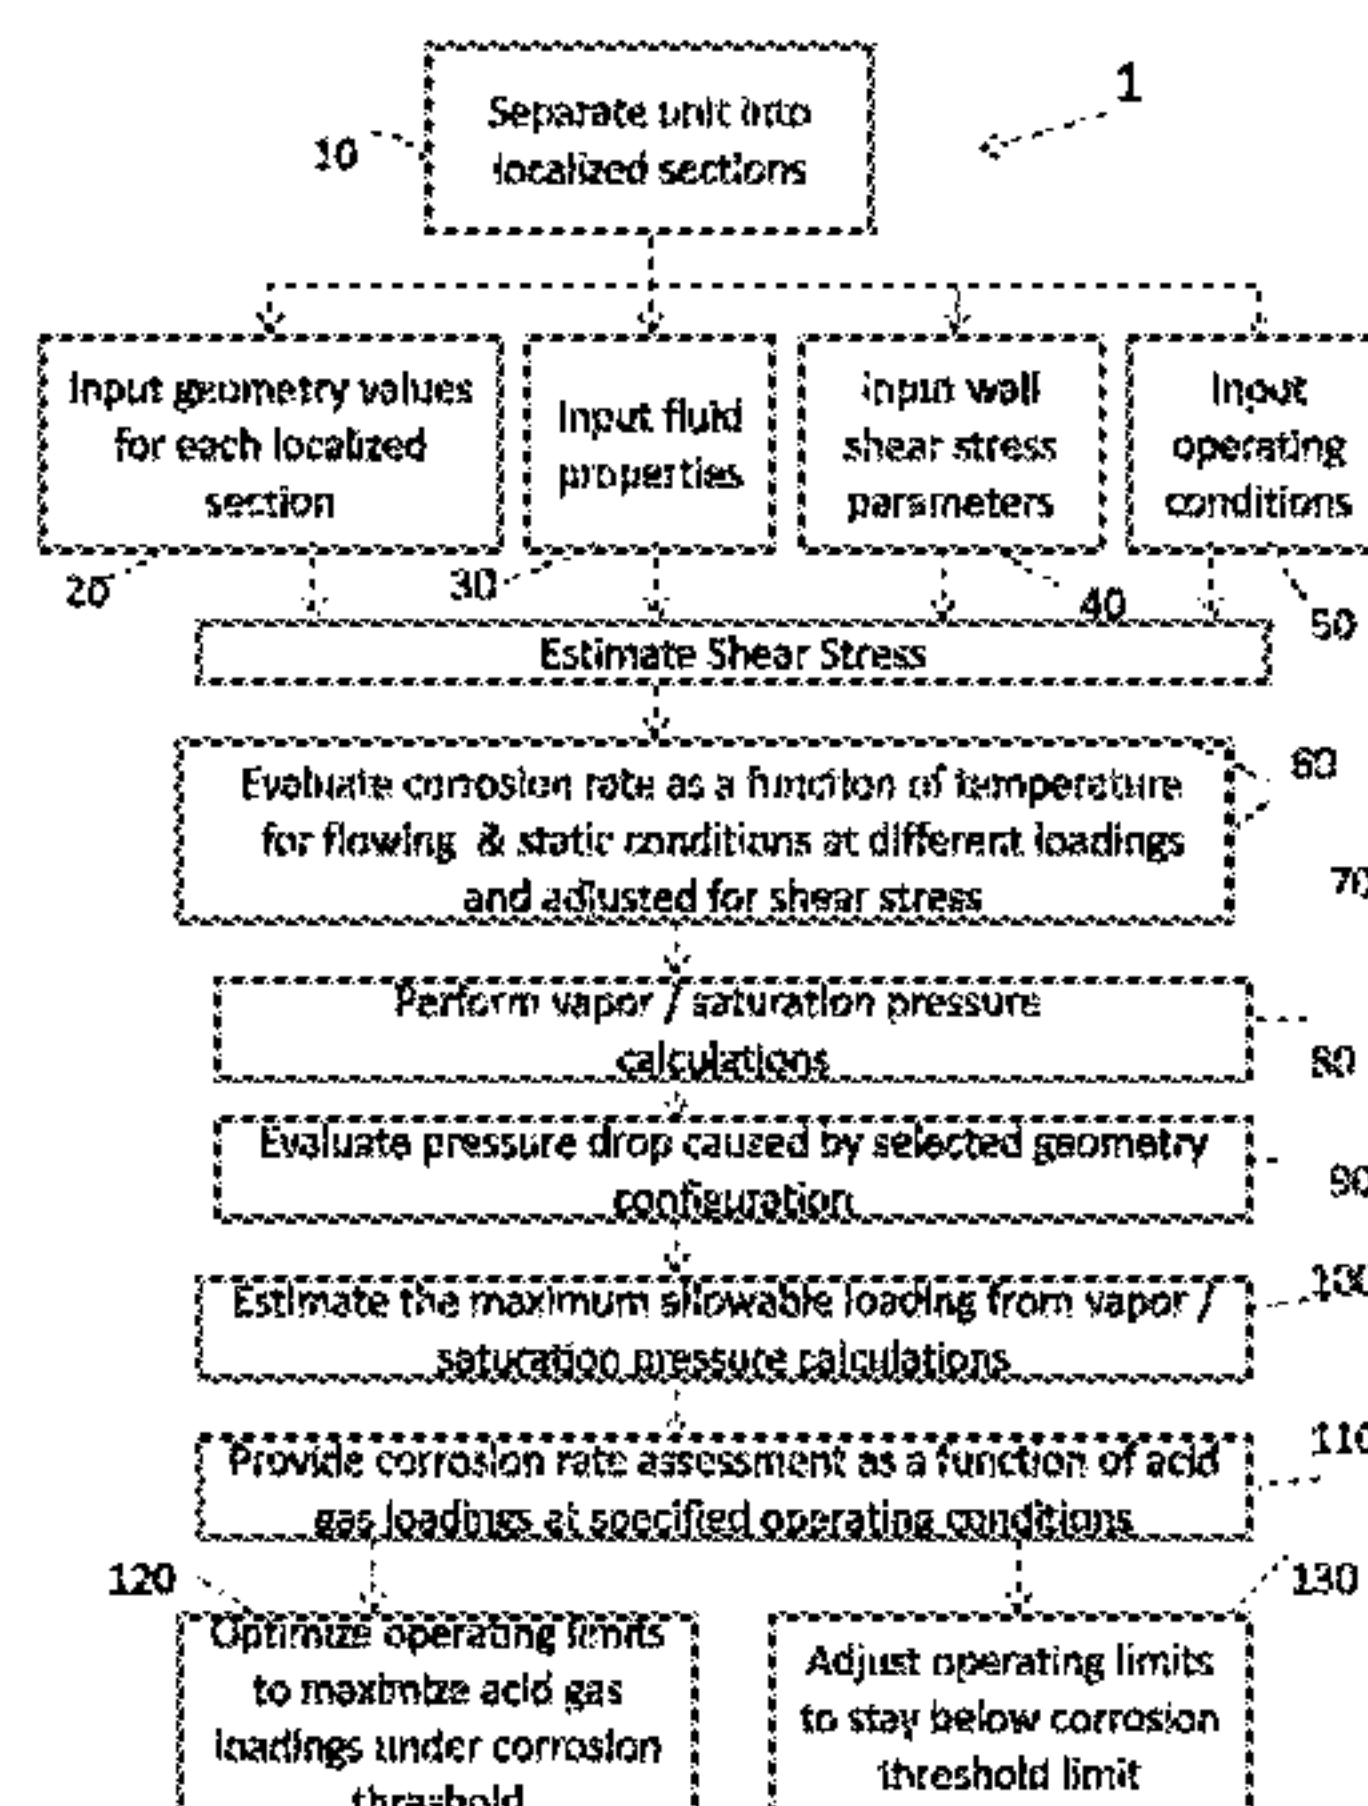 1
Separate unit into
localized sections
10
Input geometry values
for each localized
section
Input fluid
properties
Input wall
shear stress
parameters
Input
operating
conditions
20
30
40
50
Estimate Shear Stress
60
Evaluate corrosion rate as a function of temperature
for flowing & static conditions at different loadings
and adjusted for shear stress
70
Perform vapor / saturation pressure
calculations
80
Evaluate pressure drop caused by selected geometry
configuration
90
100
Estimate the maximum allowable loading from vapor /
saturation pressure calculations
110
Provide corrosion rate assessment as a function of acid
gas loadings at specified operating conditions
120
130
Optimize operating limits
to maximize acid gas
loadings under corrosion
threshold
Adjust operating limits
to stay below corrosion
threshold limit